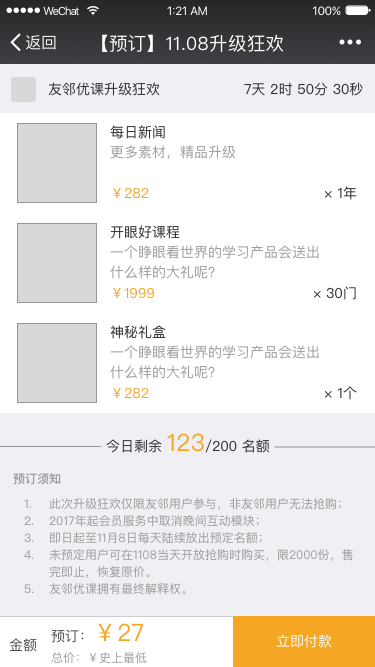 WeChat 1:21 AM 100%
返回 【预订】11.08升级狂欢
友邻优课升级狂欢 7天 2时 50分 30秒
每日新闻
更多素材，精品升级
￥282 × 1年
开眼好课程
一个睁眼看世界的学习产品会送出
什么样的大礼呢？
￥1999 × 30门
神秘礼盒
一个睁眼看世界的学习产品会送出
什么样的大礼呢？
￥282 × 1个
今日剩余 123/200 名额
预订须知
1. 此次升级狂欢仅限友邻用户参与，非友邻用户无法抢购；
2. 2017年起会员服务中取消晚间互动模块；
3. 即日起至11月8日每天陆续放出预定名额；
4. 未预定用户可在1108当天开放抢购时购买，限2000份，售
完即止，恢复原价。
5. 友邻优课拥有最终解释权。
金额 预订：￥27
总价：￥史上最低
立即付款